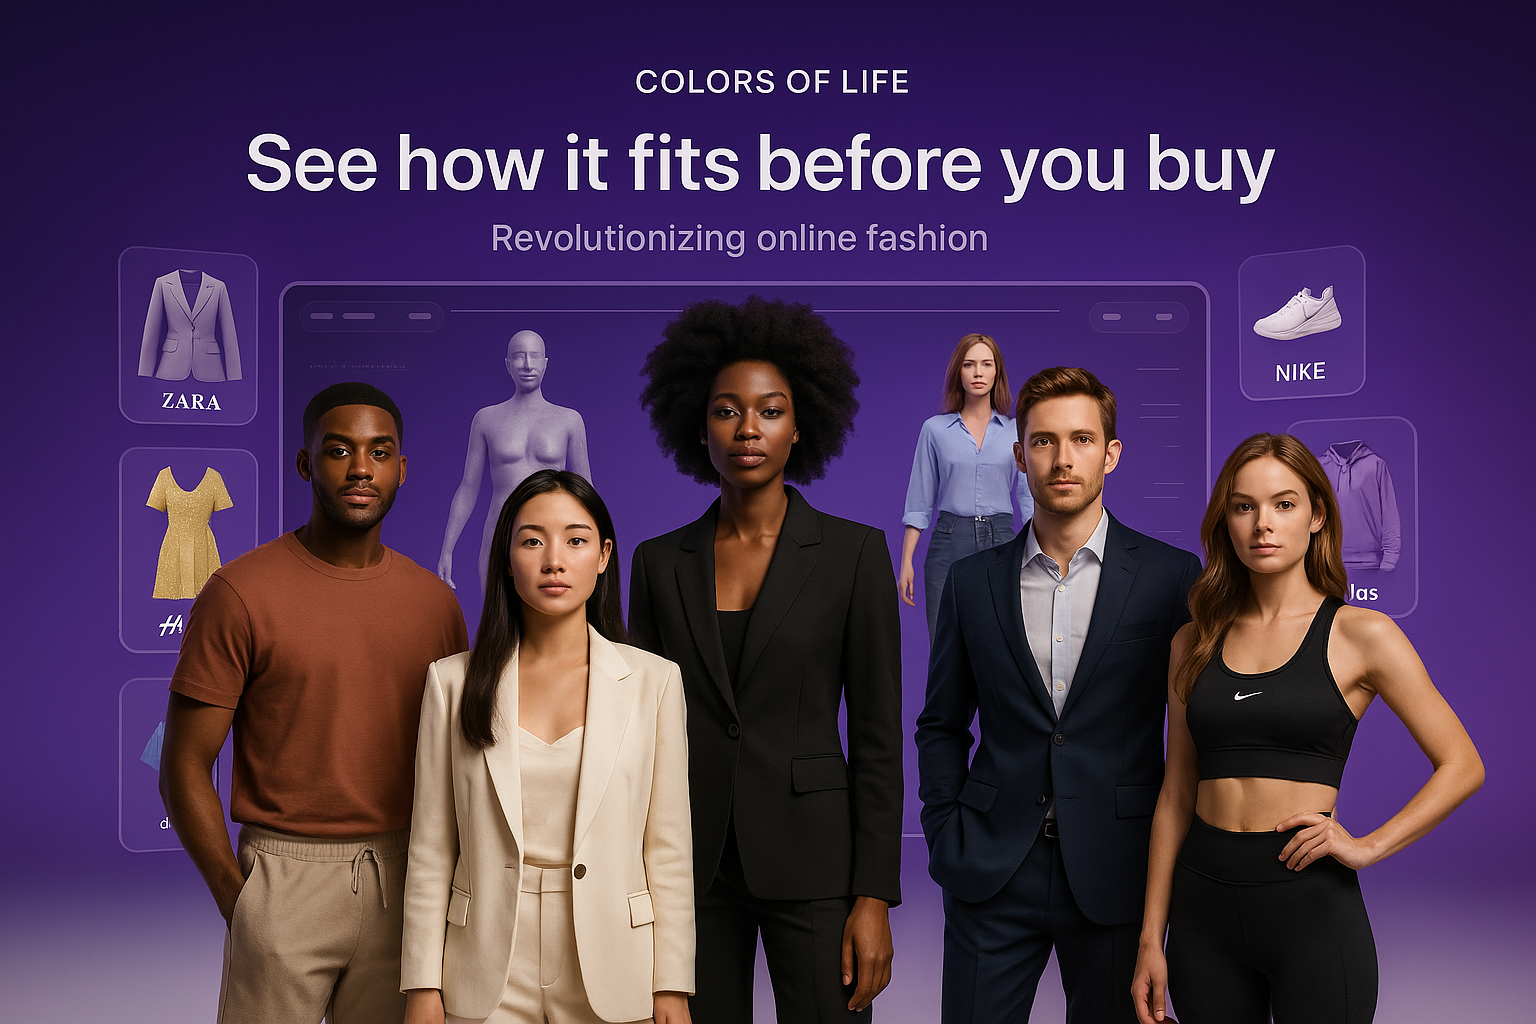 COLORS OF LIFE
See how it fits before you buy
Revolutionizing online fashion
ZARA
NIKE